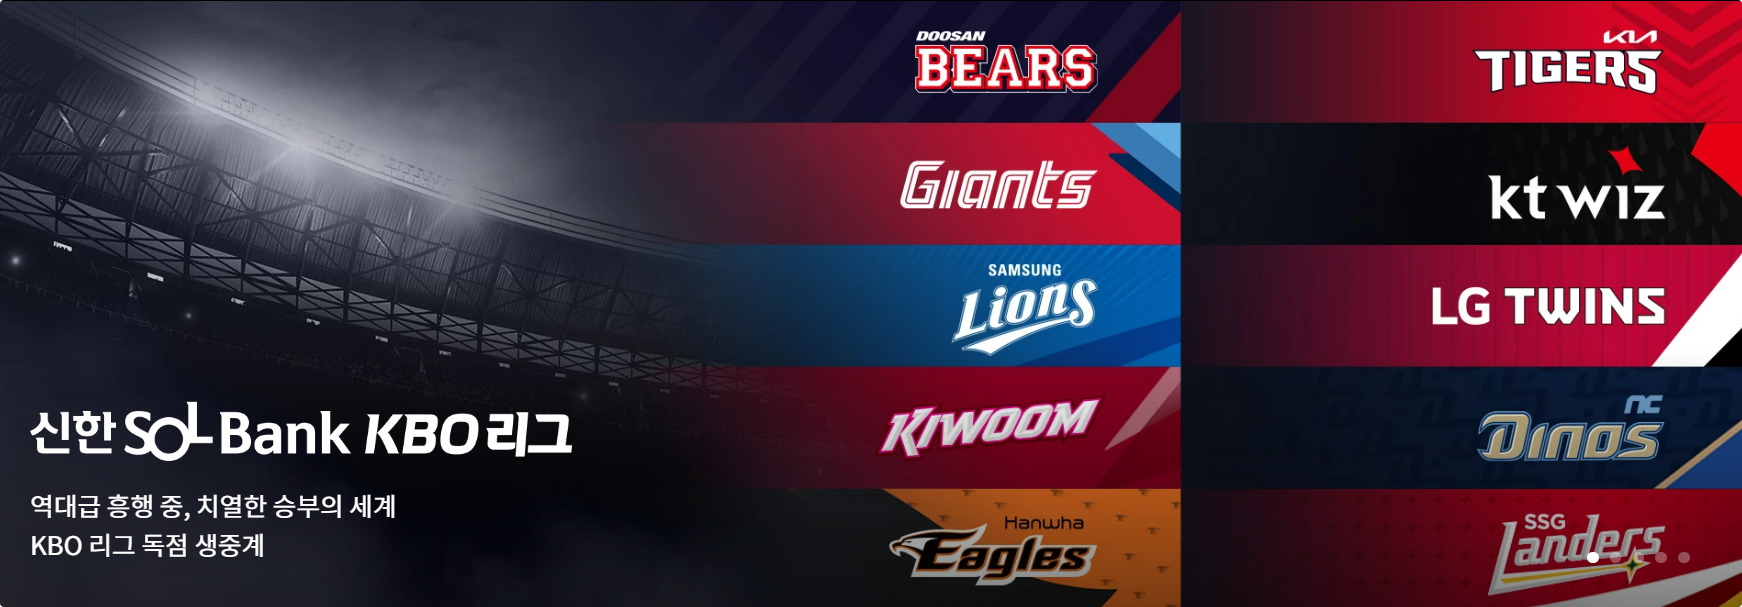 DOOSAN
BEARS
KIA
TIGERS
Giants
kt wiz
SAMSUNG
Lions
LG TWINS
KIWOOM
NC
Dinos
Hanwha
Eagles
SSG
Landers
신한 SOL Bank KBO 리그
역대급 흥행 중, 치열한 승부의 세계
KBO 리그 독점 생중계